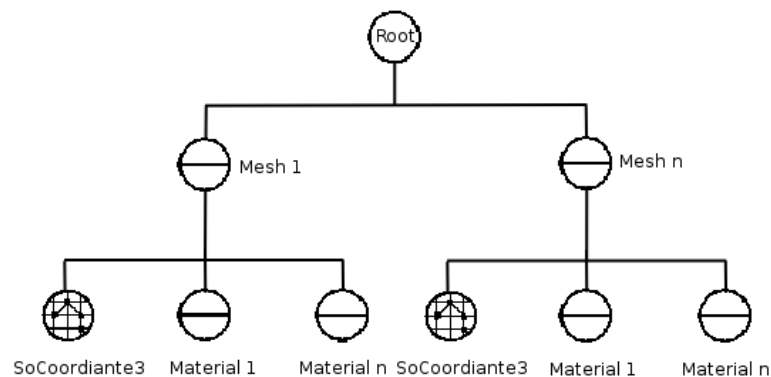 Root
Mesh 1
Mesh n
SoCoordiante3
Material 1
Material n
SoCoordiante3
Material 1
Material n